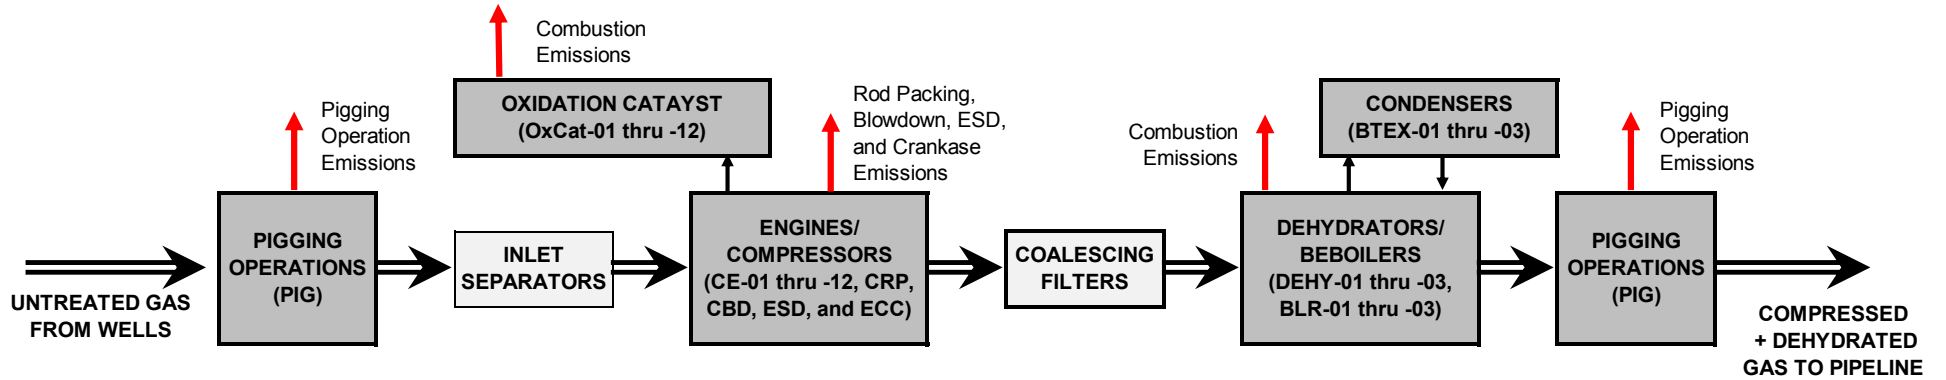 Combustion
Emissions
OXIDATION CATAYST
(OxCat-01 thru -12)
Pigging
Operation
Emissions
Rod Packing,
Blowdown, ESD,
and Crankase
Emissions
Combustion
Emissions
CONDENSERS
(BTEX-01 thru -03)
Pigging
Operation
Emissions
UNTREATED GAS
FROM WELLS
PIGGING
OPERATIONS
(PIG)
INLET
SEPARATORS
ENGINES/
COMPRESSORS
(CE-01 thru -12, CRP,
CBD, ESD, and ECC)
COALESCING
FILTERS
DEHYDRATORS/
BEBOILERS
(DEHY-01 thru -03,
BLR-01 thru -03)
PIGGING
OPERATIONS
(PIG)
COMPRESSED
+ DEHYDRATED
GAS TO PIPELINE